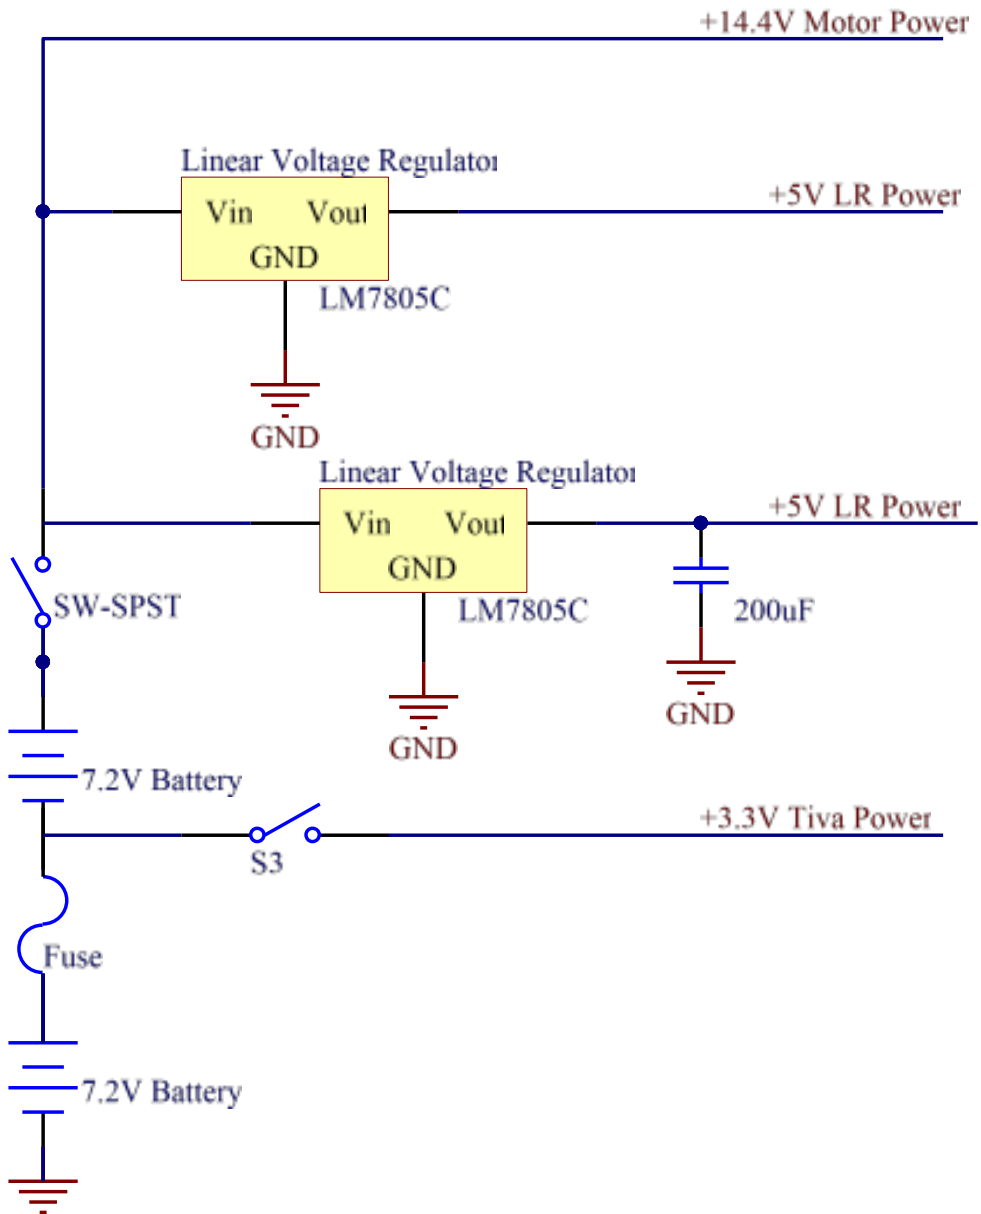 +14.4V Motor Power
Linear Voltage Regulator
+5V LR Power
Vin Vout
GND
LM7805C
GND
Linear Voltage Regulator
+5V LR Power
Vin Vout
GND
LM7805C
200uF
SW-SPST
GND
GND
7.2V Battery
+3.3V Tiva Power
S3
Fuse
7.2V Battery